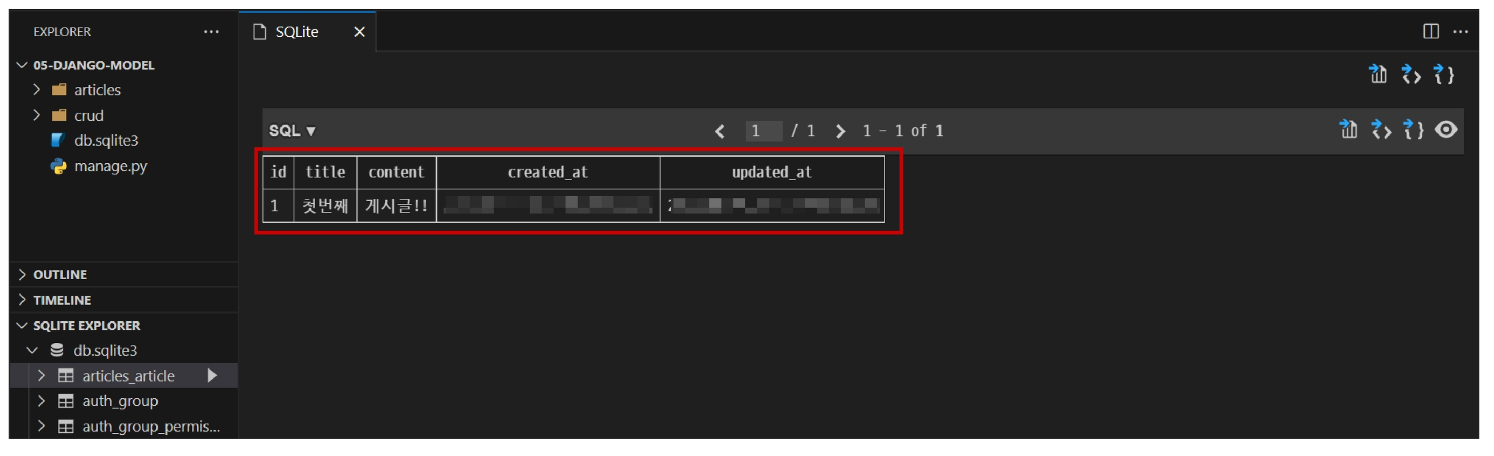 EXPLORER ...
05-DJANGO-MODEL
articles
crud
db.sqlite3
manage.py
OUTLINE
TIMELINE
SQLITE EXPLORER
db.sqlite3
articles_article
auth_group
auth_group_permis...
SQLite
SQL ▼ < 1 / 1 > 1 - 1 of 1
id title content created_at updated_at
1 첫번째 게시글!!